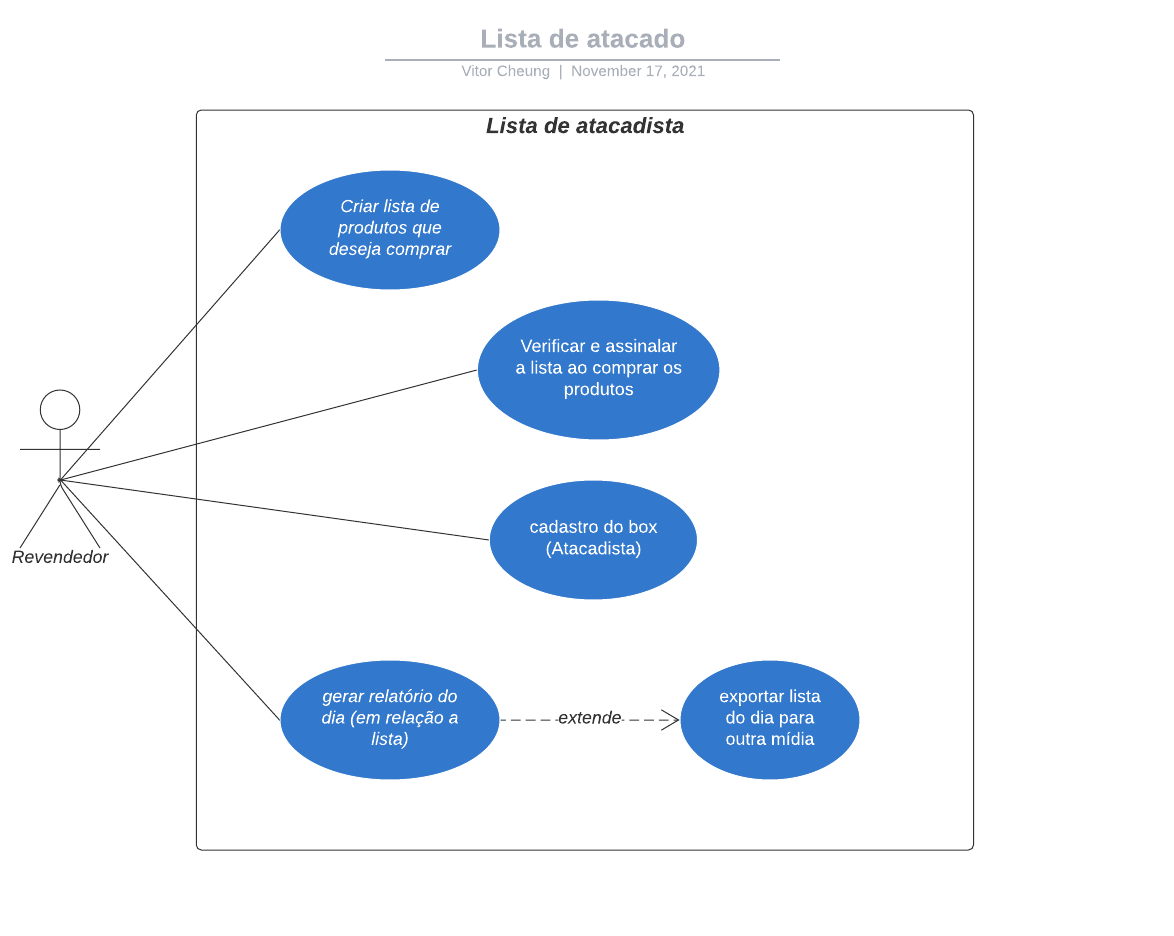 Lista de atacado
Vitor Cheung | November 17, 2021
Lista de atacadista
Criar lista de
produtos que
deseja comprar
Verificar e assinalar
a lista ao comprar os
produtos
cadastro do box
(Atacadista)
Revendedor
gerar relatório do
dia (em relação a
lista)
extende
exportar lista
do dia para
outra mídia